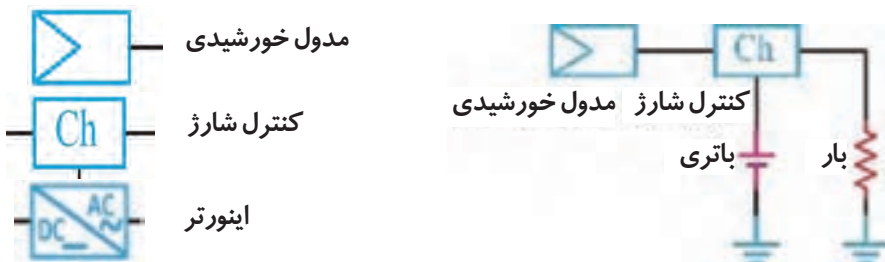 مدول خورشیدی
Ch
کنترل شارژ
DC AC
اینورتر
Ch
کنترل شارژ
مدول خورشیدی
بار
باتری